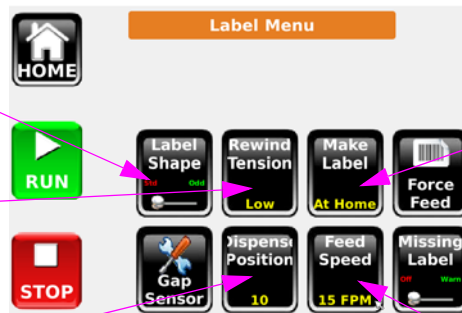 Label Menu
HOME
RUN
Label Shape
Std Odd
Rewind Tension
Low
Make Label
At Home
Force Feed
STOP
Gap Sensor
Dispense Position
10
Feed Speed
15 FPM
Missing Label
Off Warn